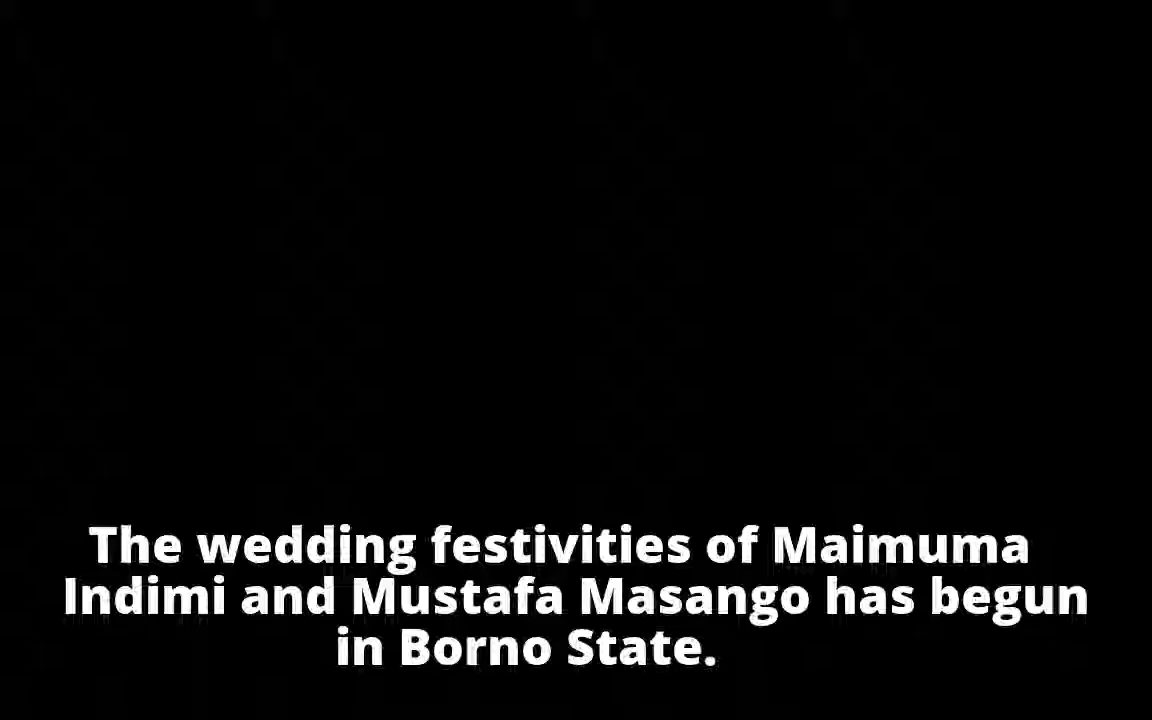 The wedding festivities of Maimuma
Indimi and Mustafa Masango has begun
in Borno State.